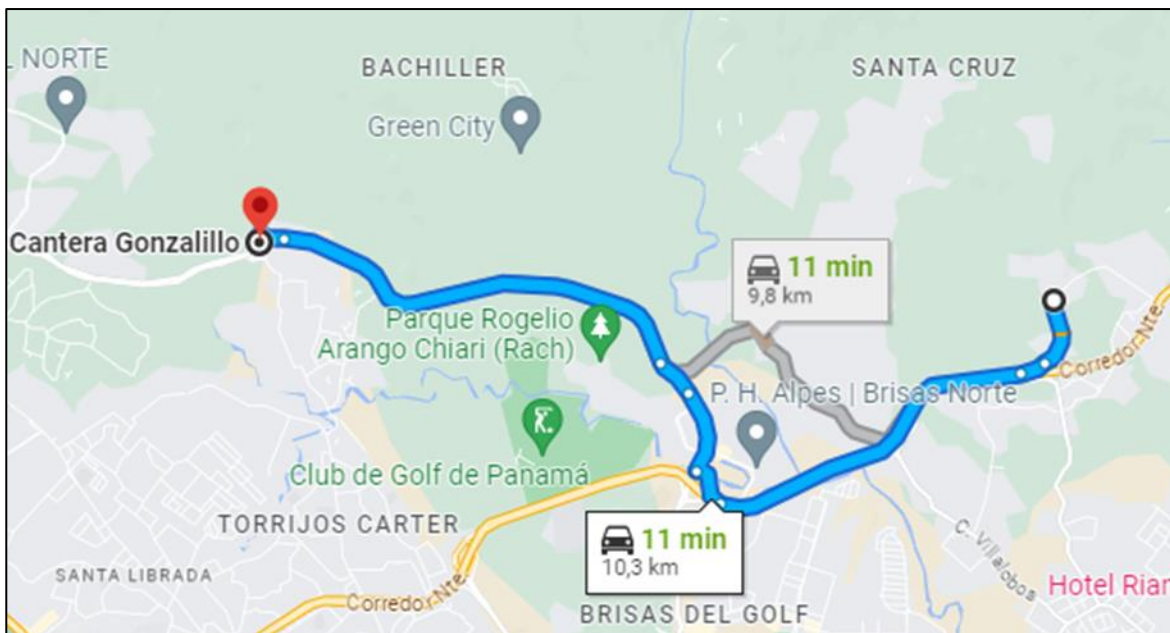 L NORTE
BACHILLER
SANTA CRUZ
Green City
Cantera Gonzalillo
11 min
9,8 km
Parque Rogelio
Arango Chiari (Rach)
Corredor Nte.
P. H. Alpes | Brisas Norte
Club de Golf de Panamá
TORRIJOS CARTER
11 min
10,3 km
C. Villalobos
SANTA LIBRADA
Corredor Nte.
Hotel Riar
BRISAS DEL GOLF